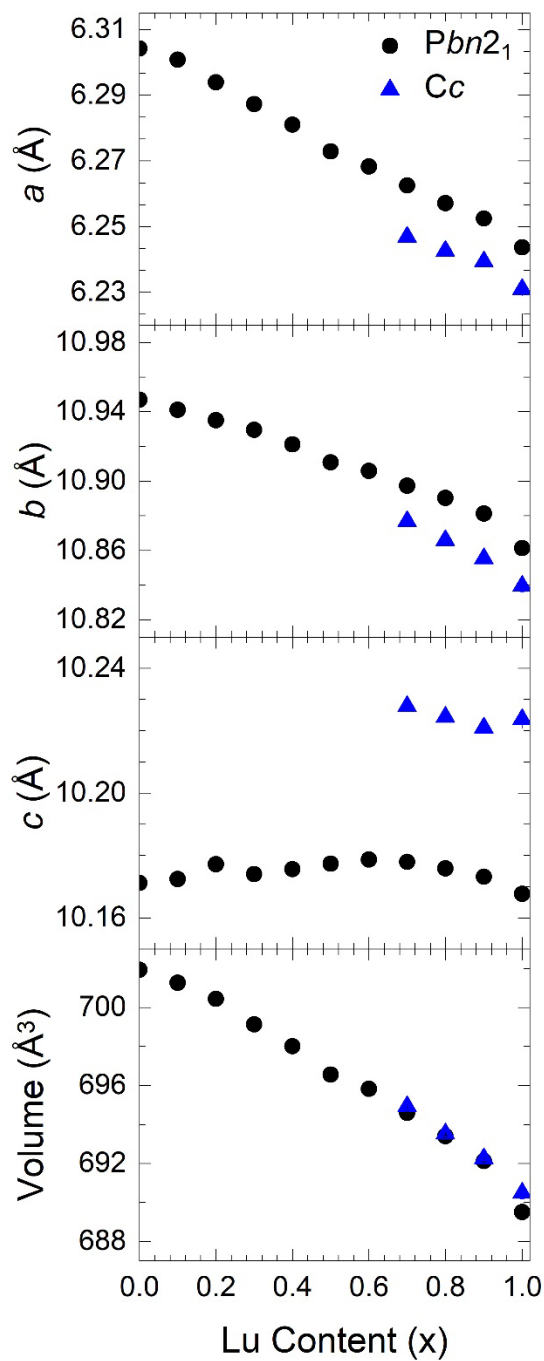 6.31
6.29
6.27
6.25
6.23
a (Å)
Pbn2₁
Cc
10.98
10.94
10.90
10.86
10.82
b (Å)
10.24
10.20
10.16
c (Å)
700
696
692
688
Volume (Å³)
0.0 0.2 0.4 0.6 0.8 1.0
Lu Content (x)